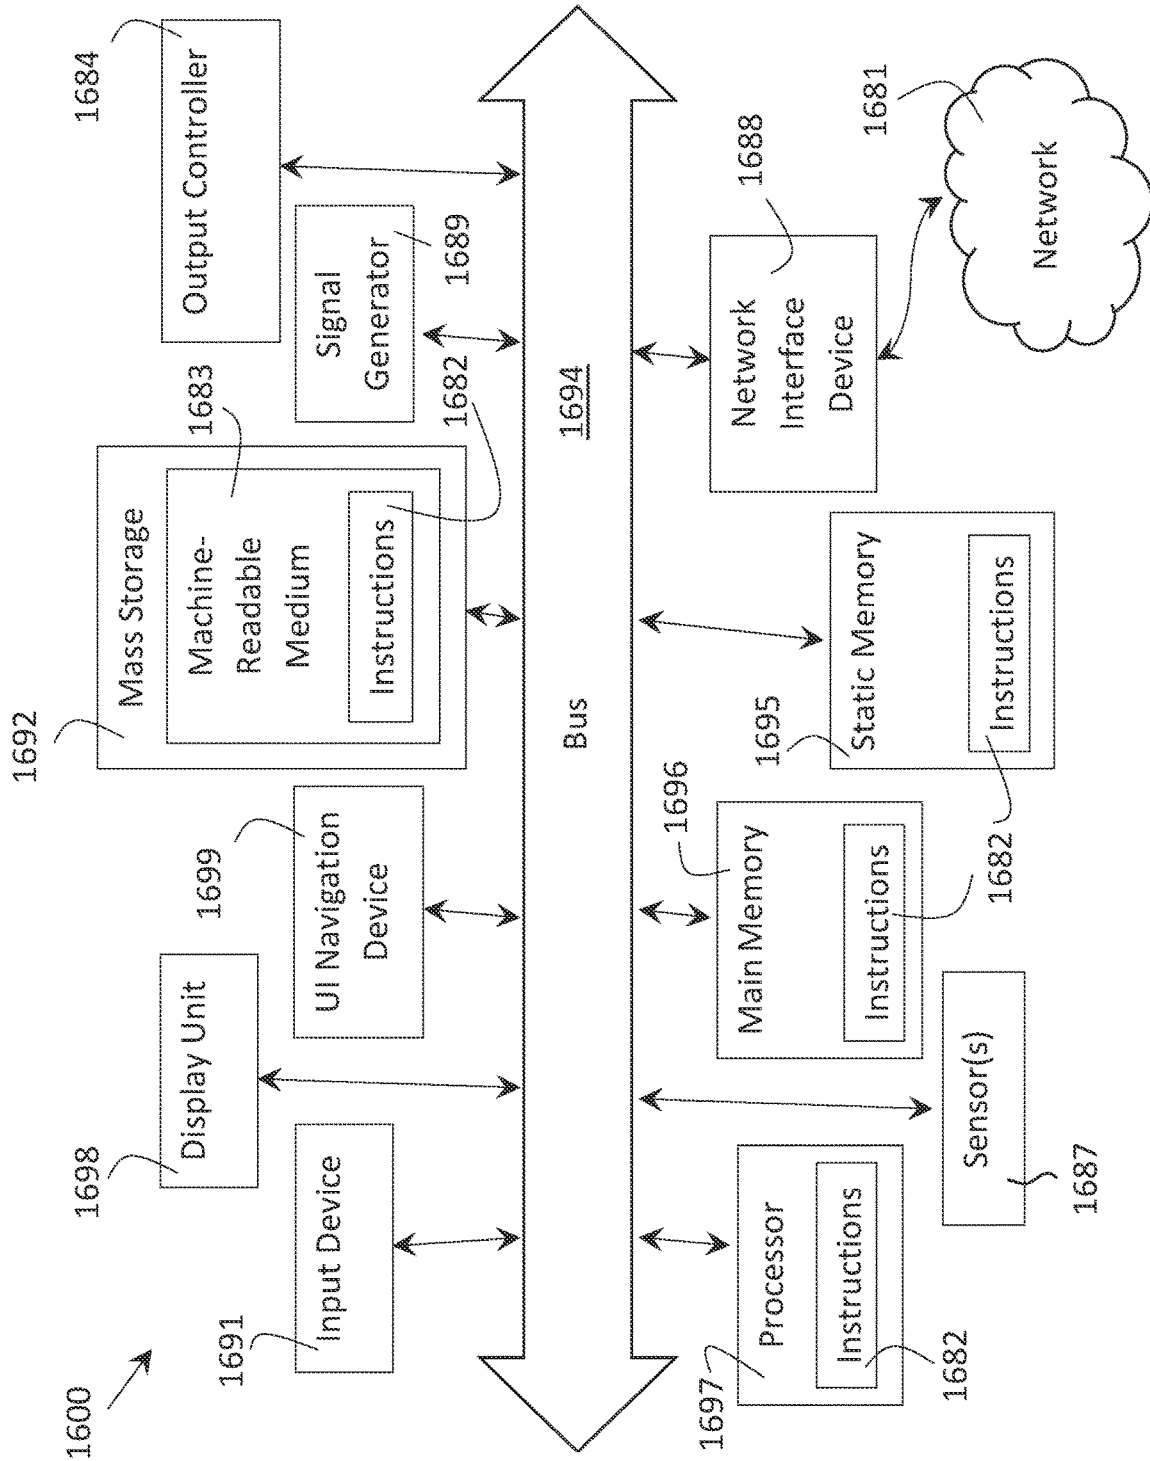 1600
1691
Input Device
1698
Display Unit
1699
UI Navigation
Device
1692
Mass Storage
1683
Machine-
Readable
Medium
Instructions
1682
Signal
Generator
1689
Output Controller
1684
Bus
1694
1697
Processor
Instructions
1682
Sensor(s)
1687
1696
Main Memory
Instructions
1682
1695
Static Memory
Instructions
Network
Interface
Device
1688
Network
1681